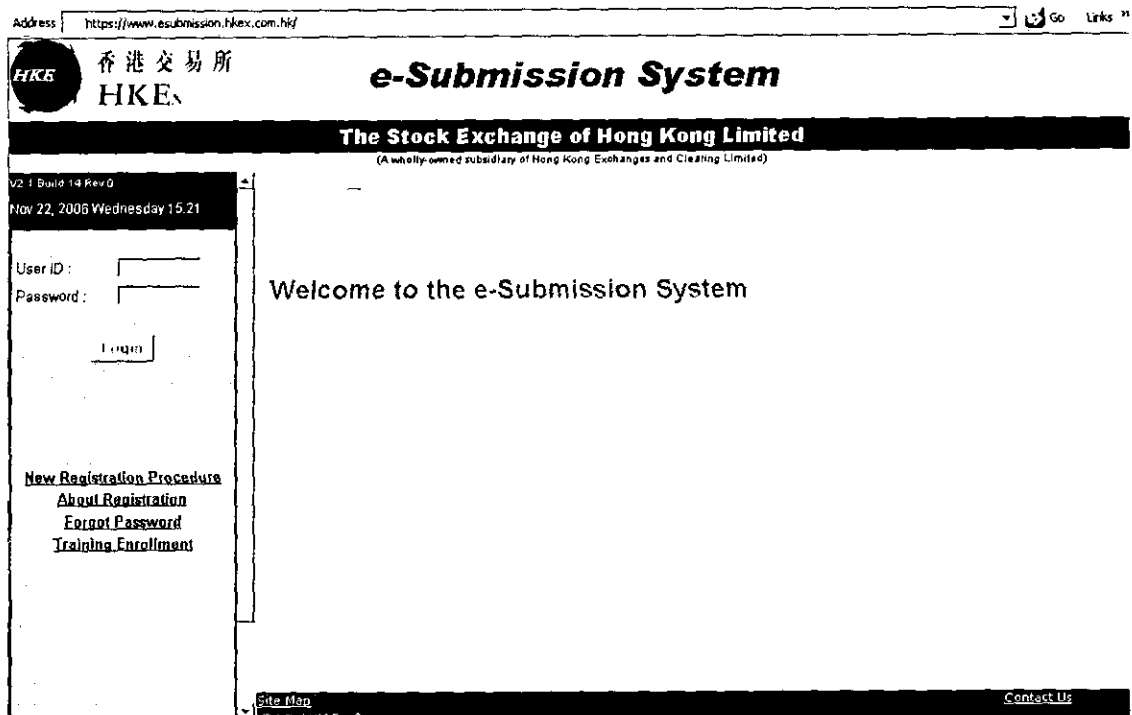 Address https://www.esubmission.hkex.com.hk/ Go Links »
HKE 香港交易所
HKEx
e-Submission System
The Stock Exchange of Hong Kong Limited
(A wholly-owned subsidiary of Hong Kong Exchanges and Clearing Limited)
V2.1 Build 14 Rev 0
Nov 22, 2006 Wednesday 15:21
User ID :
Password :
Login
New Registration Procedure
About Registration
Forgot Password
Training Enrollment
Welcome to the e-Submission System
Site Map Contact Us